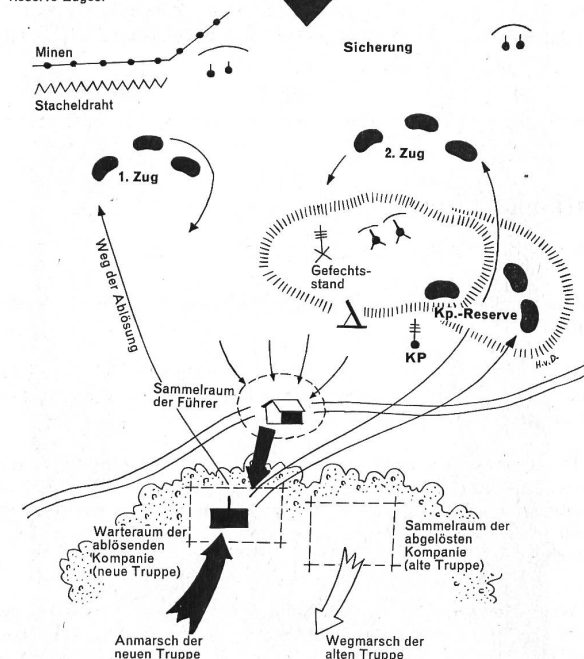 Minen
Sicherung
Stacheldraht
1. Zug
2. Zug
Weg der Ablösung
Gefechts-
stand
Kp.-Reserve
KP
H.v.D.
Sammelraum
der Führer
Warteraum der
ablösenden
Kompanie
(neue Truppe)
Sammelraum der
abgelösten
Kompanie
(alte Truppe)
Anmarsch der
neuen Truppe
Wegmarsch der
alten Truppe